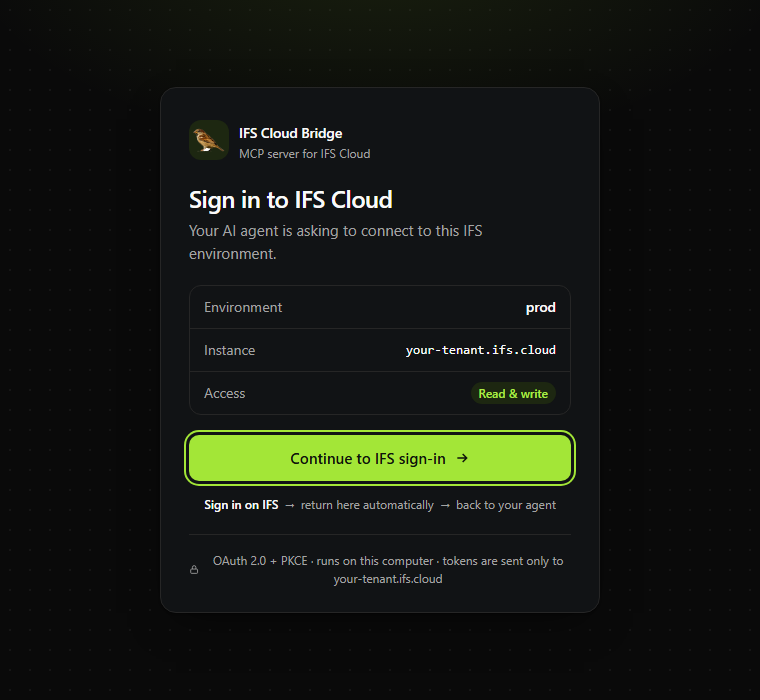 IFS Cloud Bridge
MCP server for IFS Cloud
Sign in to IFS Cloud
Your AI agent is asking to connect to this IFS
environment.
Environment prod
Instance your-tenant.ifs.cloud
Access Read & write
Continue to IFS sign-in →
Sign in on IFS → return here automatically → back to your agent
OAuth 2.0 + PKCE · runs on this computer · tokens are sent only to
your-tenant.ifs.cloud